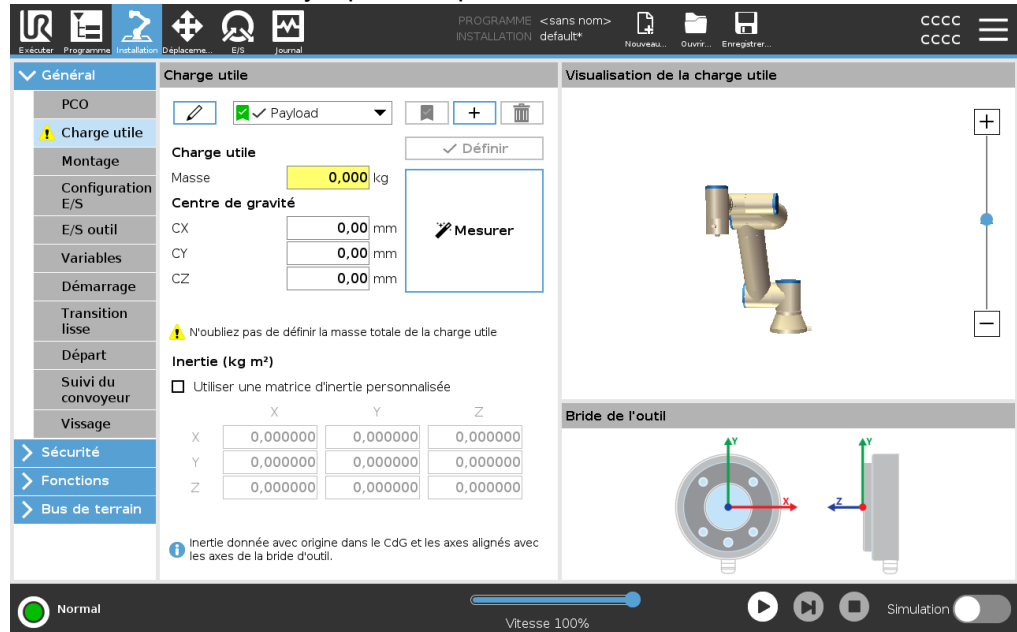 PROGRAMME <sans nom>
INSTALLATION default*
cccc
cccc
Exécuter
Programme
Installation
Déplaceme...
E/S
Journal
Nouveau...
Ouvrir...
Enregistrer...
Général
PCO
Charge utile
Montage
Configuration
E/S
E/S outil
Variables
Démarrage
Transition
lisse
Départ
Suivi du
convoyeur
Vissage
Sécurité
Fonctions
Bus de terrain
Charge utile
Payload
Définir
Charge utile
Masse 0,000 kg
Centre de gravité
CX 0,00 mm
CY 0,00 mm
CZ 0,00 mm
Mesurer
N'oubliez pas de définir la masse totale de la charge utile
Inertie (kg m²)
Utiliser une matrice d'inertie personnalisée
X Y Z
X 0,000000 0,000000 0,000000
Y 0,000000 0,000000 0,000000
Z 0,000000 0,000000 0,000000
Inertie donnée avec origine dans le CdG et les axes alignés avec
les axes de la bride d'outil.
Visualisation de la charge utile
Bride de l'outil
Y
X
Y
Z
Normal
Vitesse 100%
Simulation